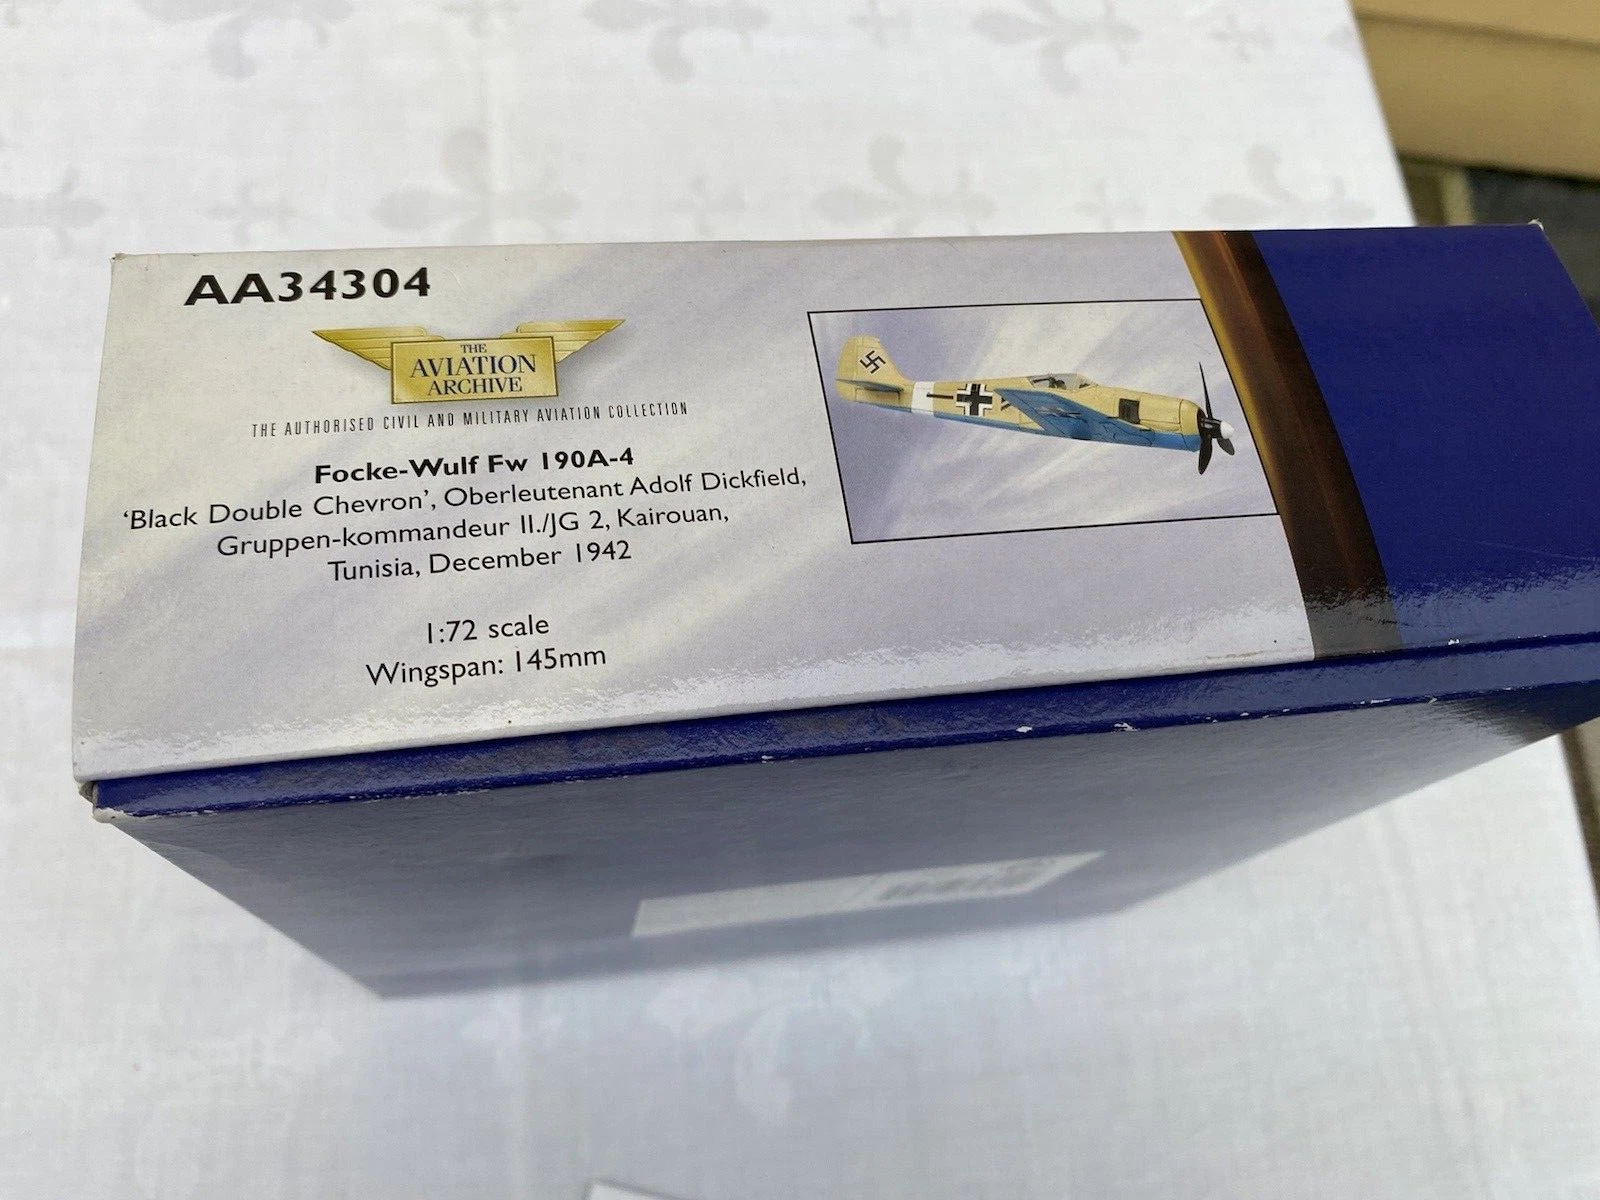 AA34304
THE
AVIATION
ARCHIVE
THE AUTHORISED CIVIL AND MILITARY AVIATION COLLECTION
Focke-Wulf Fw 190A-4
‘Black Double Chevron’, Oberleutenant Adolf Dickfield,
Gruppen-kommandeur II./JG 2, Kairouan,
Tunisia, December 1942
1:72 scale
Wingspan: 145mm